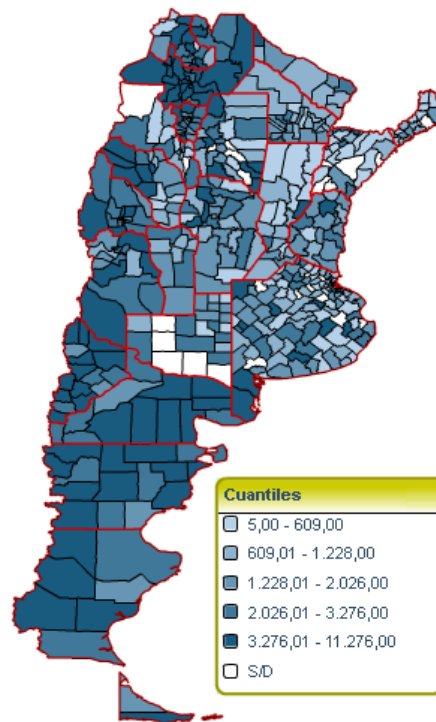 Cuantiles
5,00 - 609,00
609,01 - 1.228,00
1.228,01 - 2.026,00
2.026,01 - 3.276,00
3.276,01 - 11.276,00
S/D